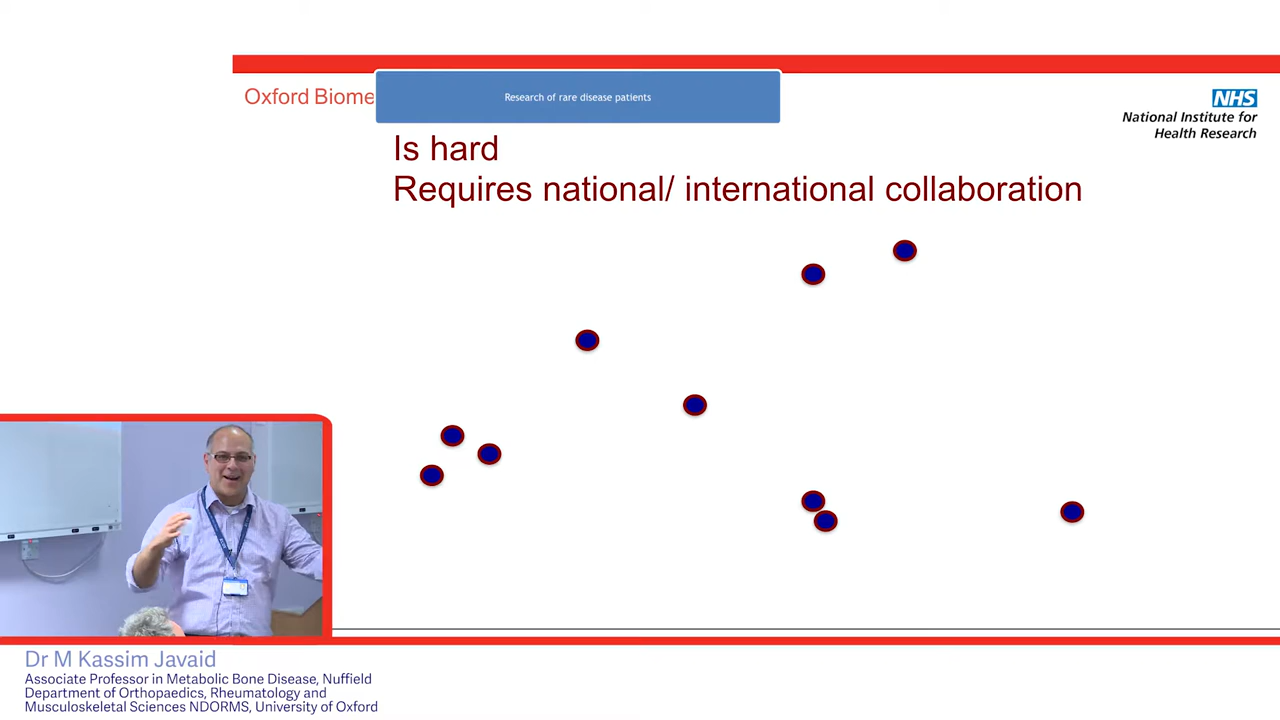 Oxford Biome
Research of rare disease patients
NHS
National Institute for
Health Research
Is hard
Requires national/ international collaboration
Dr M Kassim Javaid
Associate Professor in Metabolic Bone Disease, Nuffield
Department of Orthopaedics, Rheumatology and
Musculoskeletal Sciences NDORMS, University of Oxford